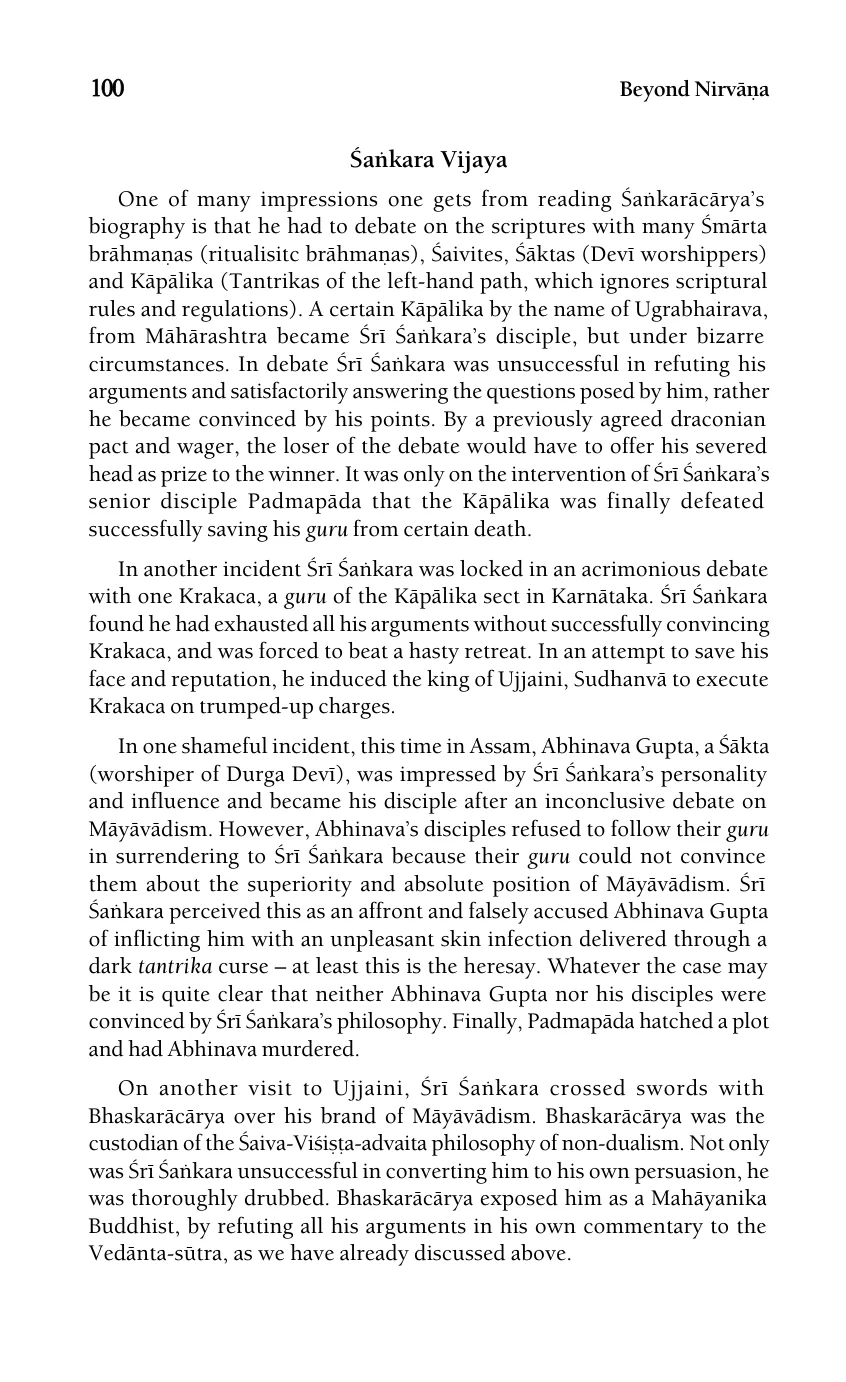 100 Beyond Nirvāṇa
Śaṅkara Vijaya
One of many impressions one gets from reading Śaṅkarācārya's
biography is that he had to debate on the scriptures with many Śmārta
brāhmaṇas (ritualisitc brāhmaṇas), Śaivites, Śāktas (Devī worshippers)
and Kāpālika (Tantrikas of the left-hand path, which ignores scriptural
rules and regulations). A certain Kāpālika by the name of Ugrabhairava,
from Māhārashtra became Śrī Śaṅkara's disciple, but under bizarre
circumstances. In debate Śrī Śaṅkara was unsuccessful in refuting his
arguments and satisfactorily answering the questions posed by him, rather
he became convinced by his points. By a previously agreed draconian
pact and wager, the loser of the debate would have to offer his severed
head as prize to the winner. It was only on the intervention of Śrī Śaṅkara's
senior disciple Padmapāda that the Kāpālika was finally defeated
successfully saving his guru from certain death.
In another incident Śrī Śaṅkara was locked in an acrimonious debate
with one Krakaca, a guru of the Kāpālika sect in Karnātaka. Śrī Śaṅkara
found he had exhausted all his arguments without successfully convincing
Krakaca, and was forced to beat a hasty retreat. In an attempt to save his
face and reputation, he induced the king of Ujjaini, Sudhanvā to execute
Krakaca on trumped-up charges.
In one shameful incident, this time in Assam, Abhinava Gupta, a Śākta
(worshiper of Durga Devī), was impressed by Śrī Śaṅkara's personality
and influence and became his disciple after an inconclusive debate on
Māyāvādism. However, Abhinava's disciples refused to follow their guru
in surrendering to Śrī Śaṅkara because their guru could not convince
them about the superiority and absolute position of Māyāvādism. Śrī
Śaṅkara perceived this as an affront and falsely accused Abhinava Gupta
of inflicting him with an unpleasant skin infection delivered through a
dark tantrika curse – at least this is the heresay. Whatever the case may
be it is quite clear that neither Abhinava Gupta nor his disciples were
convinced by Śrī Śaṅkara's philosophy. Finally, Padmapāda hatched a plot
and had Abhinava murdered.
On another visit to Ujjaini, Śrī Śaṅkara crossed swords with
Bhaskarācārya over his brand of Māyāvādism. Bhaskarācārya was the
custodian of the Śaiva-Viśiṣṭa-advaita philosophy of non-dualism. Not only
was Śrī Śaṅkara unsuccessful in converting him to his own persuasion, he
was thoroughly drubbed. Bhaskarācārya exposed him as a Mahāyanika
Buddhist, by refuting all his arguments in his own commentary to the
Vedānta-sūtra, as we have already discussed above.